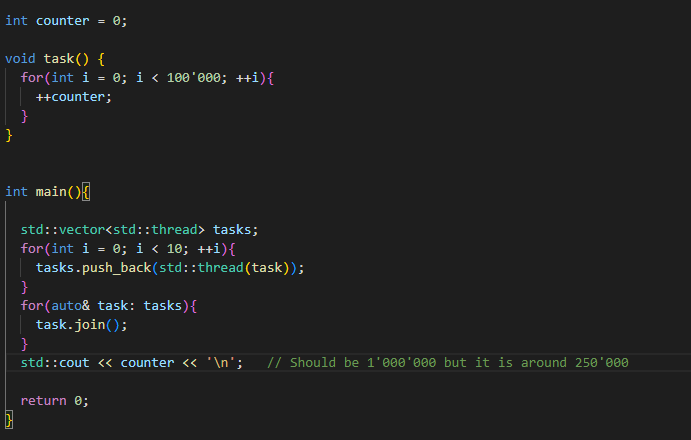 int counter = 0;
void task() {
for(int i = 0; i < 100'000; ++i){
++counter;
}
}
int main(){
std::vector<std::thread> tasks;
for(int i = 0; i < 10; ++i){
tasks.push_back(std::thread(task));
}
for(auto& task: tasks){
task.join();
}
std::cout << counter << '\n';   // Should be 1'000'000 but it is around 250'000
return 0;
}